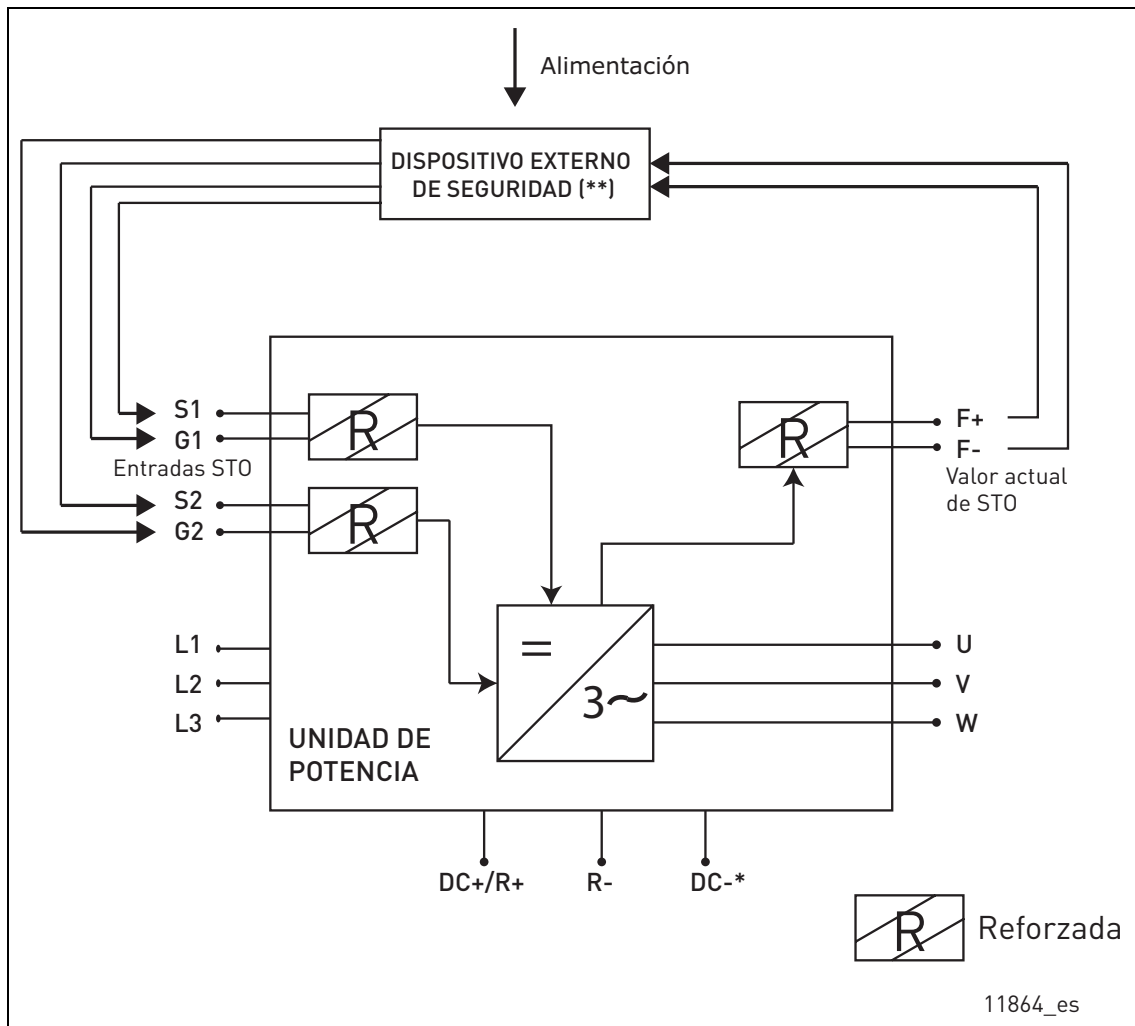 Alimentación
DISPOSITIVO EXTERNO
DE SEGURIDAD (**)
S1
G1
Entradas STO
S2
G2
R
R
R
F+
F-
Valor actual
de STO
L1
L2
L3
=
3~
U
V
W
UNIDAD DE
POTENCIA
DC+/R+
R-
DC-*
R
Reforzada
11864_es